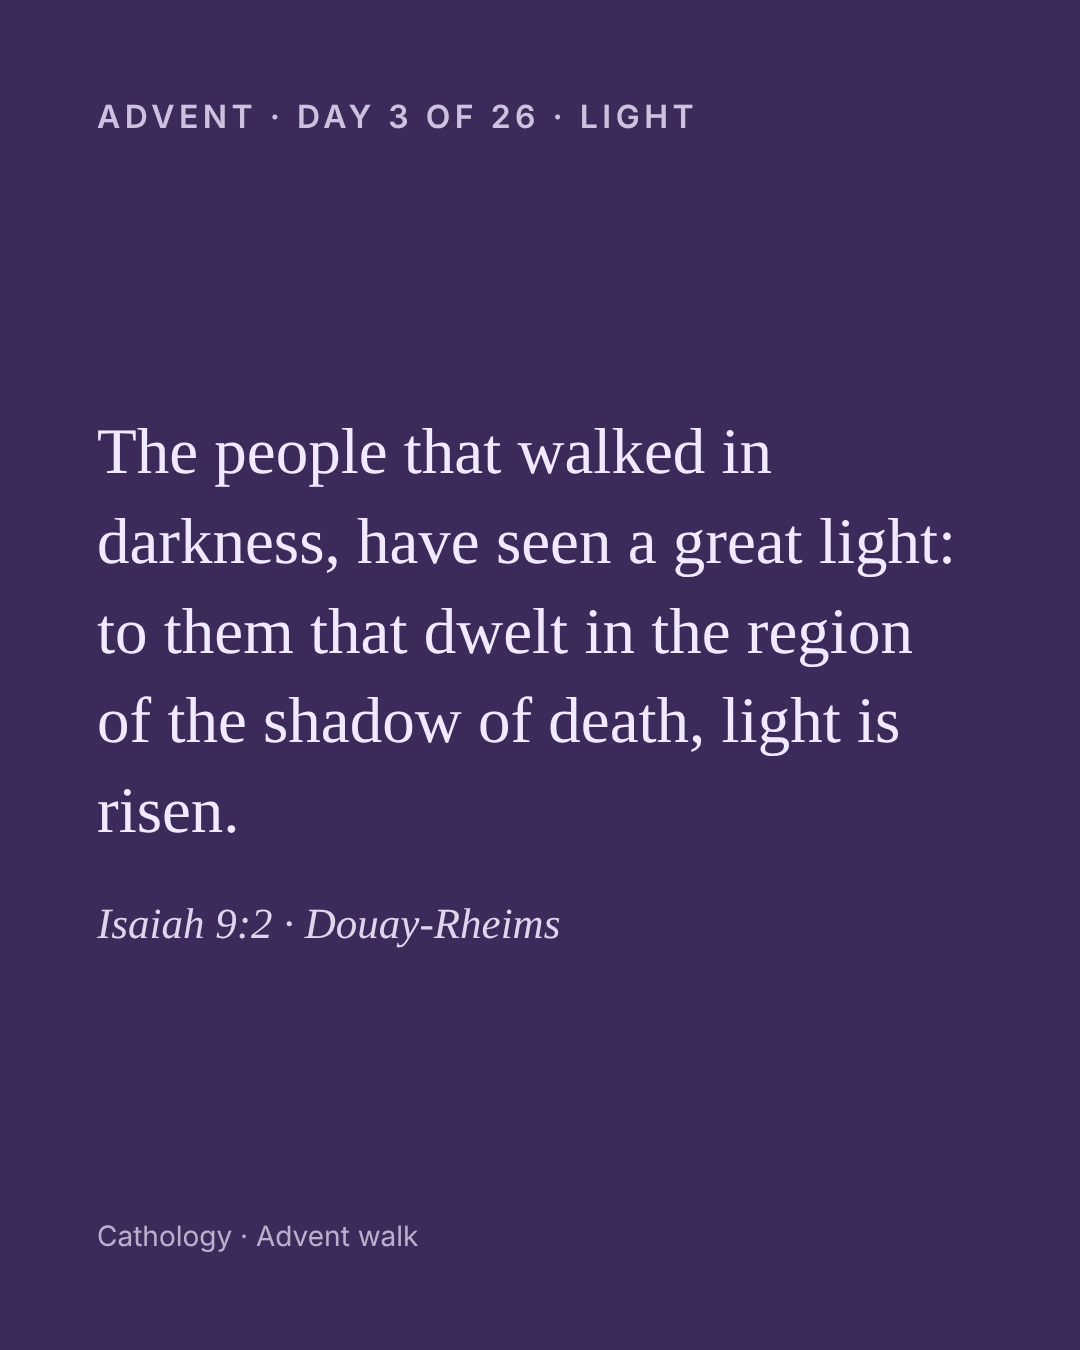 ADVENT · DAY 3 OF 26 · LIGHT
The people that walked in
darkness, have seen a great light:
to them that dwelt in the region
of the shadow of death, light is
risen.
Isaiah 9:2 · Douay-Rheims
Cathology · Advent walk